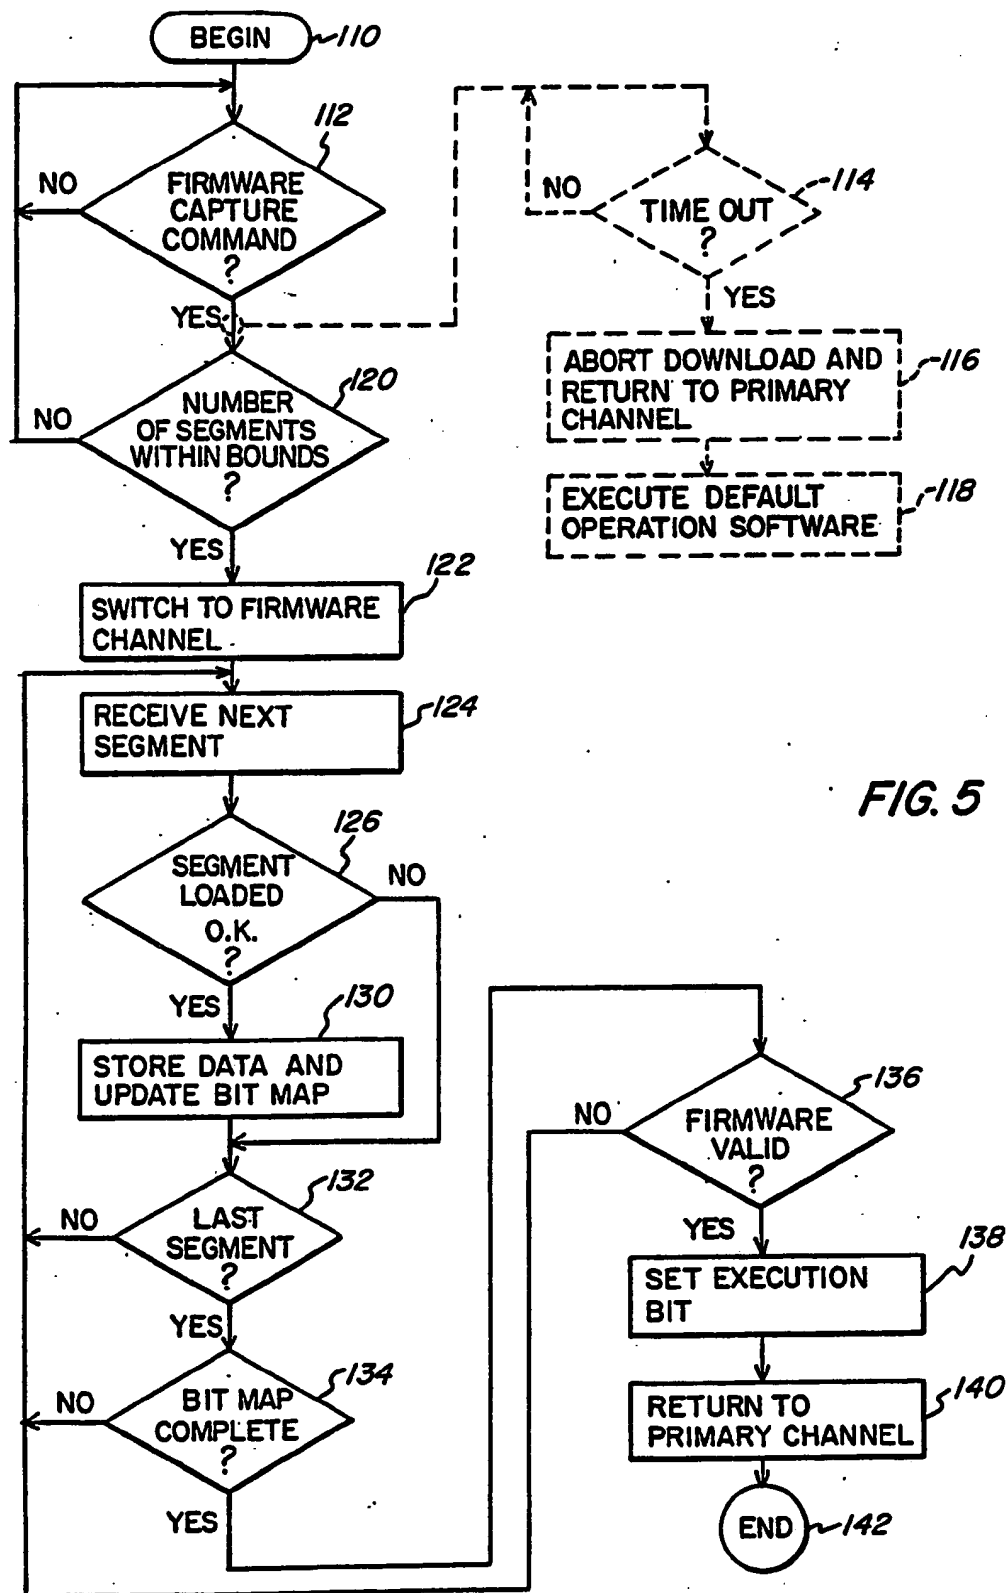 BEGIN
110
112
FIRMWARE
CAPTURE
COMMAND
?
NO
YES
114
TIME OUT
?
NO
YES
ABORT DOWNLOAD AND
RETURN TO PRIMARY
CHANNEL
116
EXECUTE DEFAULT
OPERATION SOFTWARE
118
120
NUMBER
OF SEGMENTS
WITHIN BOUNDS
?
NO
YES
122
SWITCH TO FIRMWARE
CHANNEL
RECEIVE NEXT
SEGMENT
124
FIG. 5
126
SEGMENT
LOADED
O.K.
?
NO
YES
130
STORE DATA AND
UPDATE BIT MAP
132
LAST
SEGMENT
?
NO
YES
134
BIT MAP
COMPLETE
?
NO
YES
136
FIRMWARE
VALID
?
NO
YES
138
SET EXECUTION
BIT
140
RETURN TO
PRIMARY CHANNEL
END
142